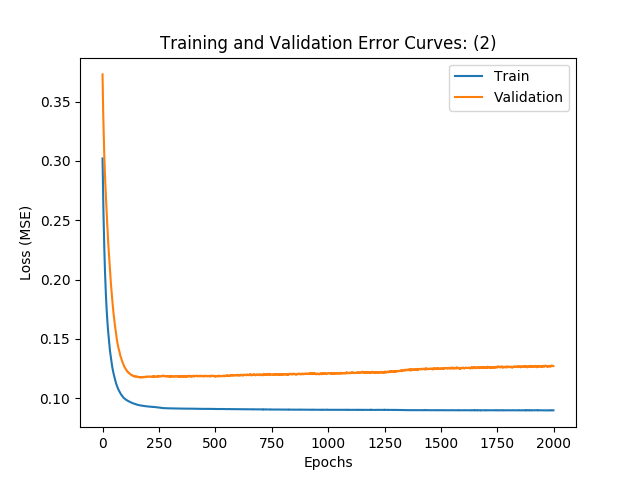 Training and Validation Error Curves: (2)
Train
Validation
0.35
0.30
0.25
0.20
0.15
0.10
Loss (MSE)
0 250 500 750 1000 1250 1500 1750 2000
Epochs